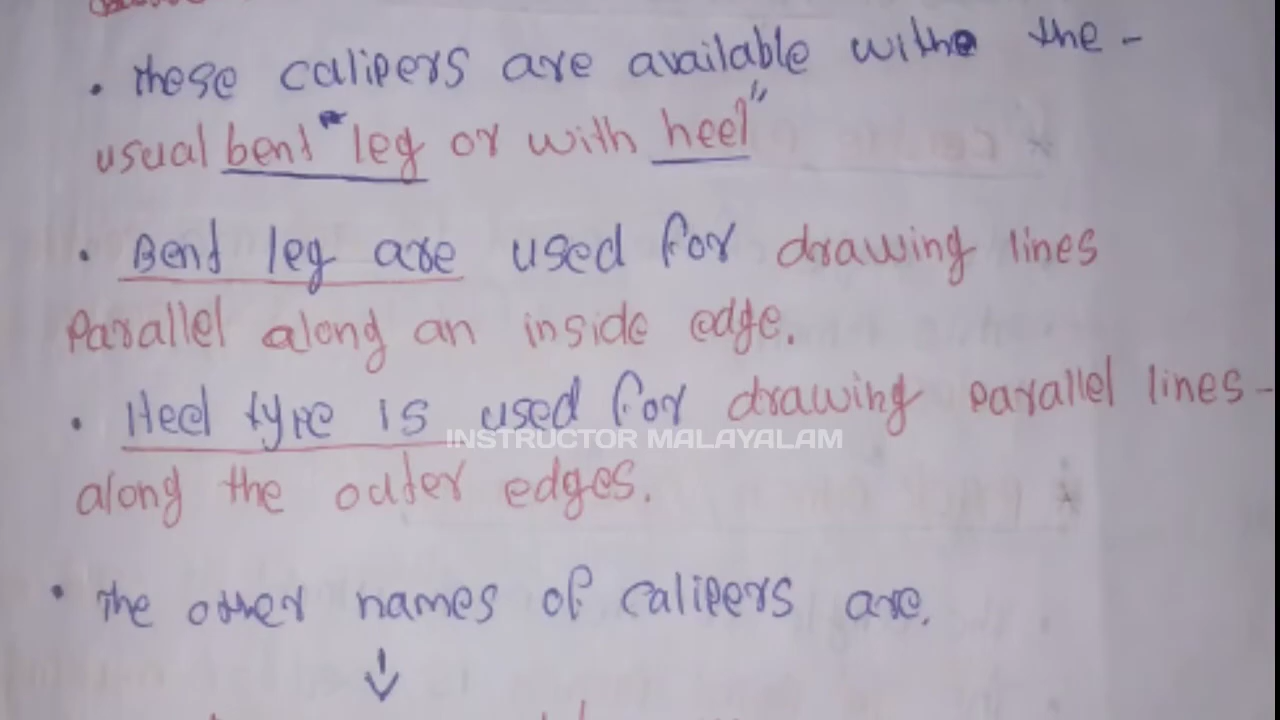 • these calipers are available withe the -
usual bent " leg or with heel"
• Bent leg are used for drawing lines
Parallel along an inside edge.
• Heel type is used for drawing parallel lines -
along the outer edges.
INSTRUCTOR MALAYALAM
• The other names of calipers are.
↓